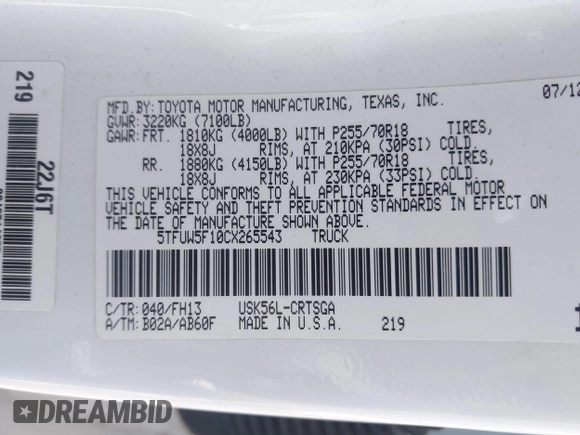 MFD.BY: TOYOTA MOTOR MANUFACTURING, TEXAS, INC. 07/12
GVWR: 3220KG (7100LB)
GAWR: FRT. 1810KG (4000LB) WITH P255/70R18 TIRES,
18X8J RIMS, AT 210KPA (30PSI) COLD.
RR. 1880KG (4150LB) WITH P255/70R18 TIRES,
18X8J RIMS, AT 230KPA (33PSI) COLD.
THIS VEHICLE CONFORMS TO ALL APPLICABLE FEDERAL MOTOR
VEHICLE SAFETY AND THEFT PREVENTION STANDARDS IN EFFECT ON
THE DATE OF MANUFACTURE SHOWN ABOVE.
5TFUW5F10CX265543 TRUCK
C/TR: 040/FH13 USK56L-CRTSGA
A/TM: B02A/AB60F MADE IN U.S.A. 219
219
22J6T
DREAMBID